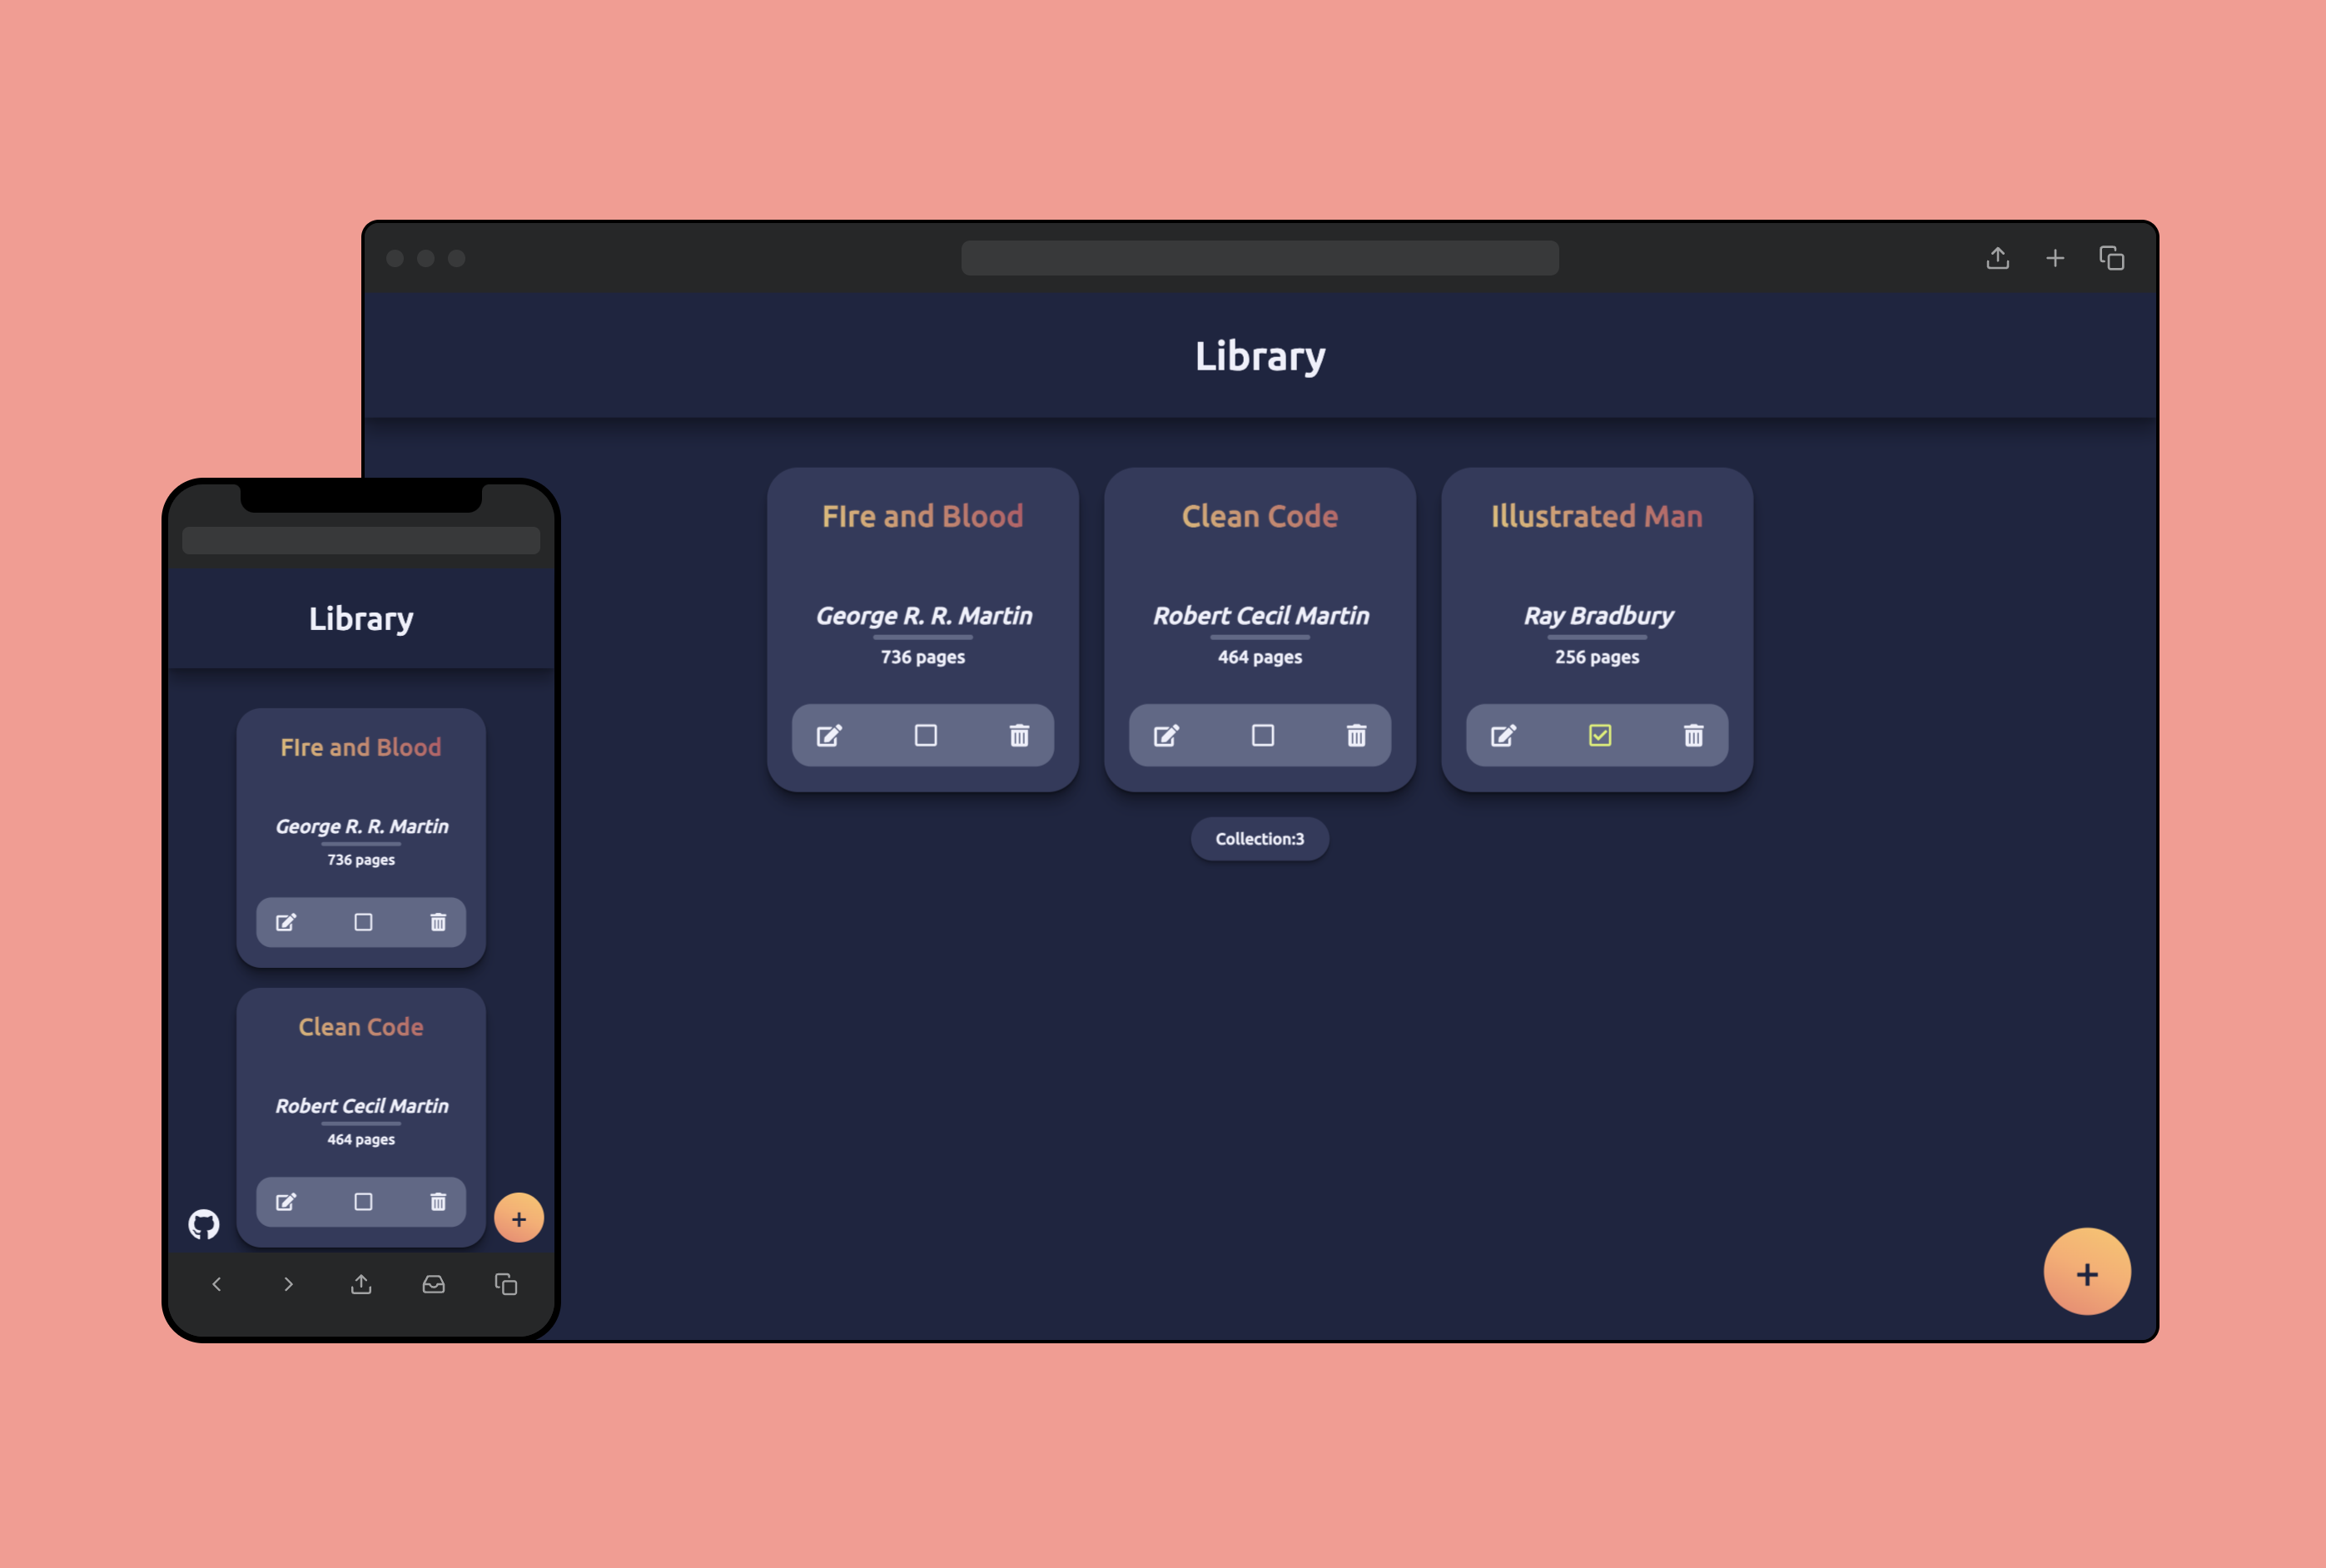 Library
FIre and Blood
George R. R. Martin
736 pages
Clean Code
Robert Cecil Martin
464 pages
Illustrated Man
Ray Bradbury
256 pages
Collection:3
Library
FIre and Blood
George R. R. Martin
736 pages
Clean Code
Robert Cecil Martin
464 pages